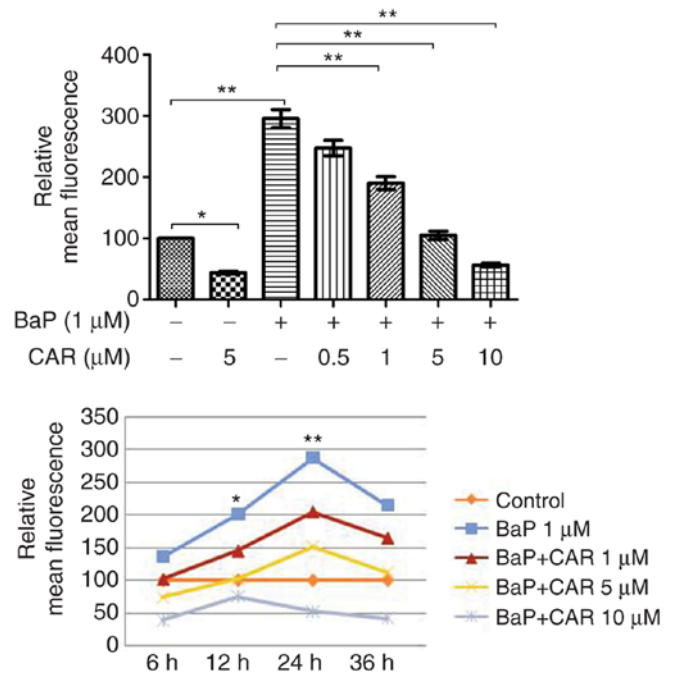 **
**
**
**
*
400
300
200
100
0
Relative
mean fluorescence
BaP (1 μM) – – + + + + +
CAR (μM) – 5 – 0.5 1 5 10
350
300
250
200
150
100
50
0
Relative
mean fluorescence
**
*
6 h 12 h 24 h 36 h
Control
BaP 1 μM
BaP+CAR 1 μM
BaP+CAR 5 μM
BaP+CAR 10 μM